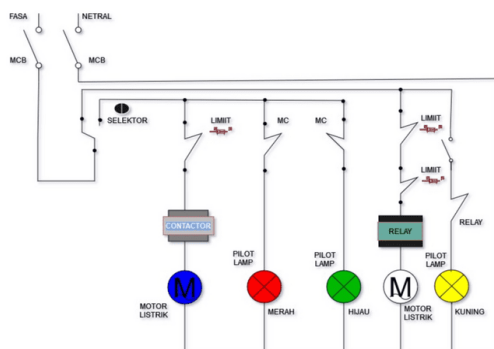 FASA
NETRAL
MCB
MCB
SELEKTOR
LIMIIT
MC
MC
LIMIIT
LIMIIT
CONTACTOR
RELAY
RELAY
PILOT
LAMP
PILOT
LAMP
PILOT
LAMP
M
M
MOTOR
LISTRIK
MERAH
HIJAU
MOTOR
LISTRIK
KUNING